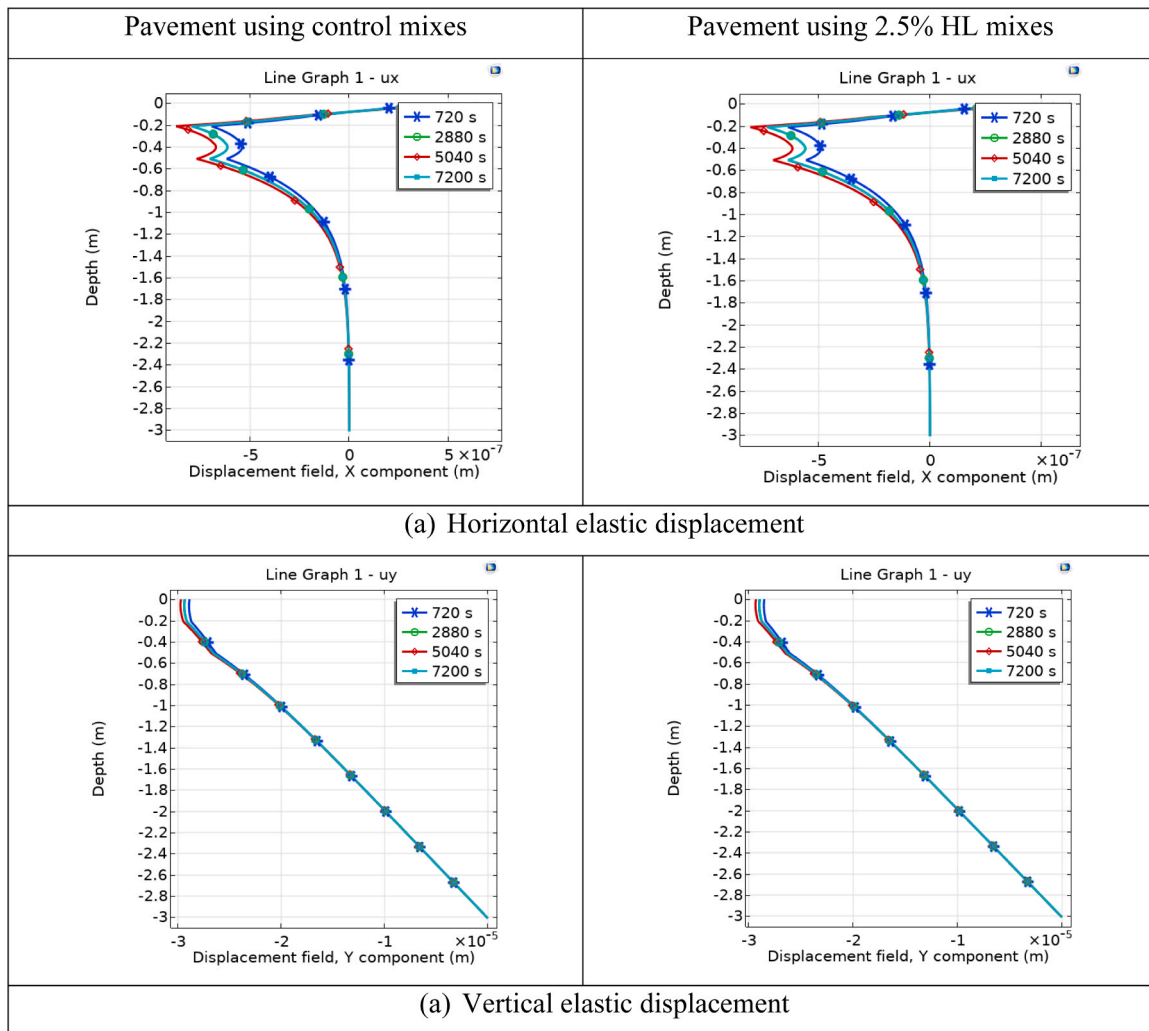 Pavement using control mixes
Pavement using 2.5% HL mixes
Line Graph 1 - ux
720 s
2880 s
5040 s
7200 s
0
-0.2
-0.4
-0.6
-0.8
-1
-1.2
-1.4
-1.6
-1.8
-2
-2.2
-2.4
-2.6
-2.8
-3
Depth (m)
-5 0 5 ×10⁻⁷
Displacement field, X component (m)
Line Graph 1 - ux
720 s
2880 s
5040 s
7200 s
0
-0.2
-0.4
-0.6
-0.8
-1
-1.2
-1.4
-1.6
-1.8
-2
-2.2
-2.4
-2.6
-2.8
-3
Depth (m)
-5 0 ×10⁻⁷
Displacement field, X component (m)
(a) Horizontal elastic displacement
Line Graph 1 - uy
720 s
2880 s
5040 s
7200 s
0
-0.2
-0.4
-0.6
-0.8
-1
-1.2
-1.4
-1.6
-1.8
-2
-2.2
-2.4
-2.6
-2.8
-3
Depth (m)
-3 -2 -1 ×10⁻⁵
Displacement field, Y component (m)
Line Graph 1 - uy
720 s
2880 s
5040 s
7200 s
0
-0.2
-0.4
-0.6
-0.8
-1
-1.2
-1.4
-1.6
-1.8
-2
-2.2
-2.4
-2.6
-2.8
-3
Depth (m)
-3 -2 -1 ×10⁻⁵
Displacement field, Y component (m)
(a) Vertical elastic displacement